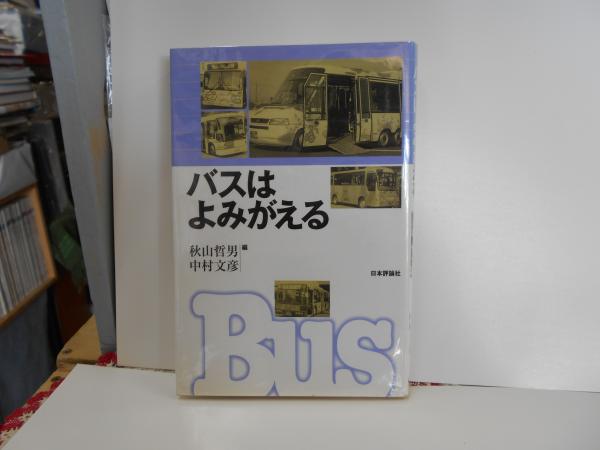 バスは
よみがえる
秋山哲男
中村文彦
編
日本評論社
Bus